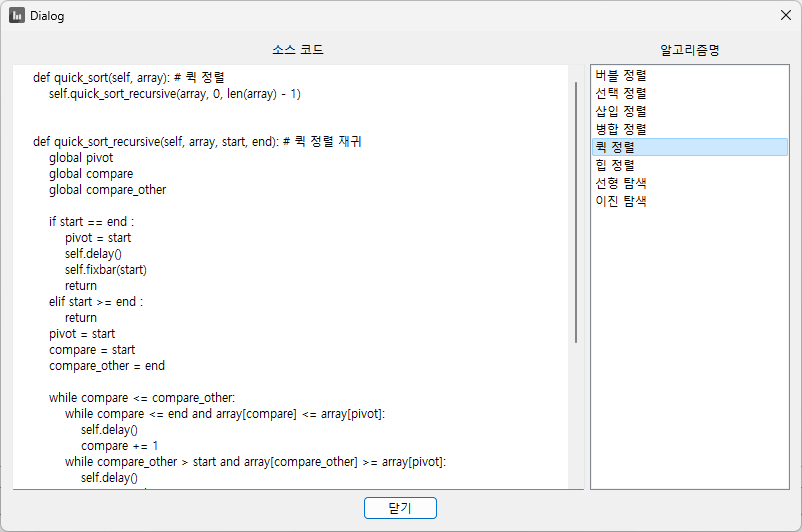 Dialog
소스 코드
def quick_sort(self, array): # 퀵 정렬
self.quick_sort_recursive(array, 0, len(array) - 1)
def quick_sort_recursive(self, array, start, end): # 퀵 정렬 재귀
global pivot
global compare
global compare_other
if start == end :
pivot = start
self.delay()
self.fixbar(start)
return
elif start >= end :
return
pivot = start
compare = start
compare_other = end
while compare <= compare_other:
while compare <= end and array[compare] <= array[pivot]:
self.delay()
compare += 1
while compare_other > start and array[compare_other] >= array[pivot]:
self.delay()
알고리즘명
버블 정렬
선택 정렬
삽입 정렬
병합 정렬
퀵 정렬
힙 정렬
선형 탐색
이진 탐색
닫기